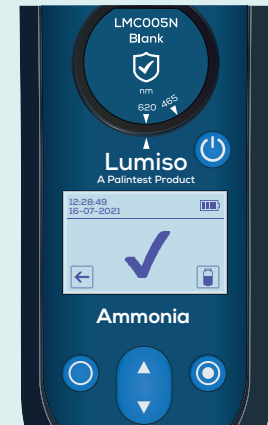 LMC005N
Blank
nm
620 465
Lumiso
A Palintest Product
12:28:49
16-07-2021
Ammonia